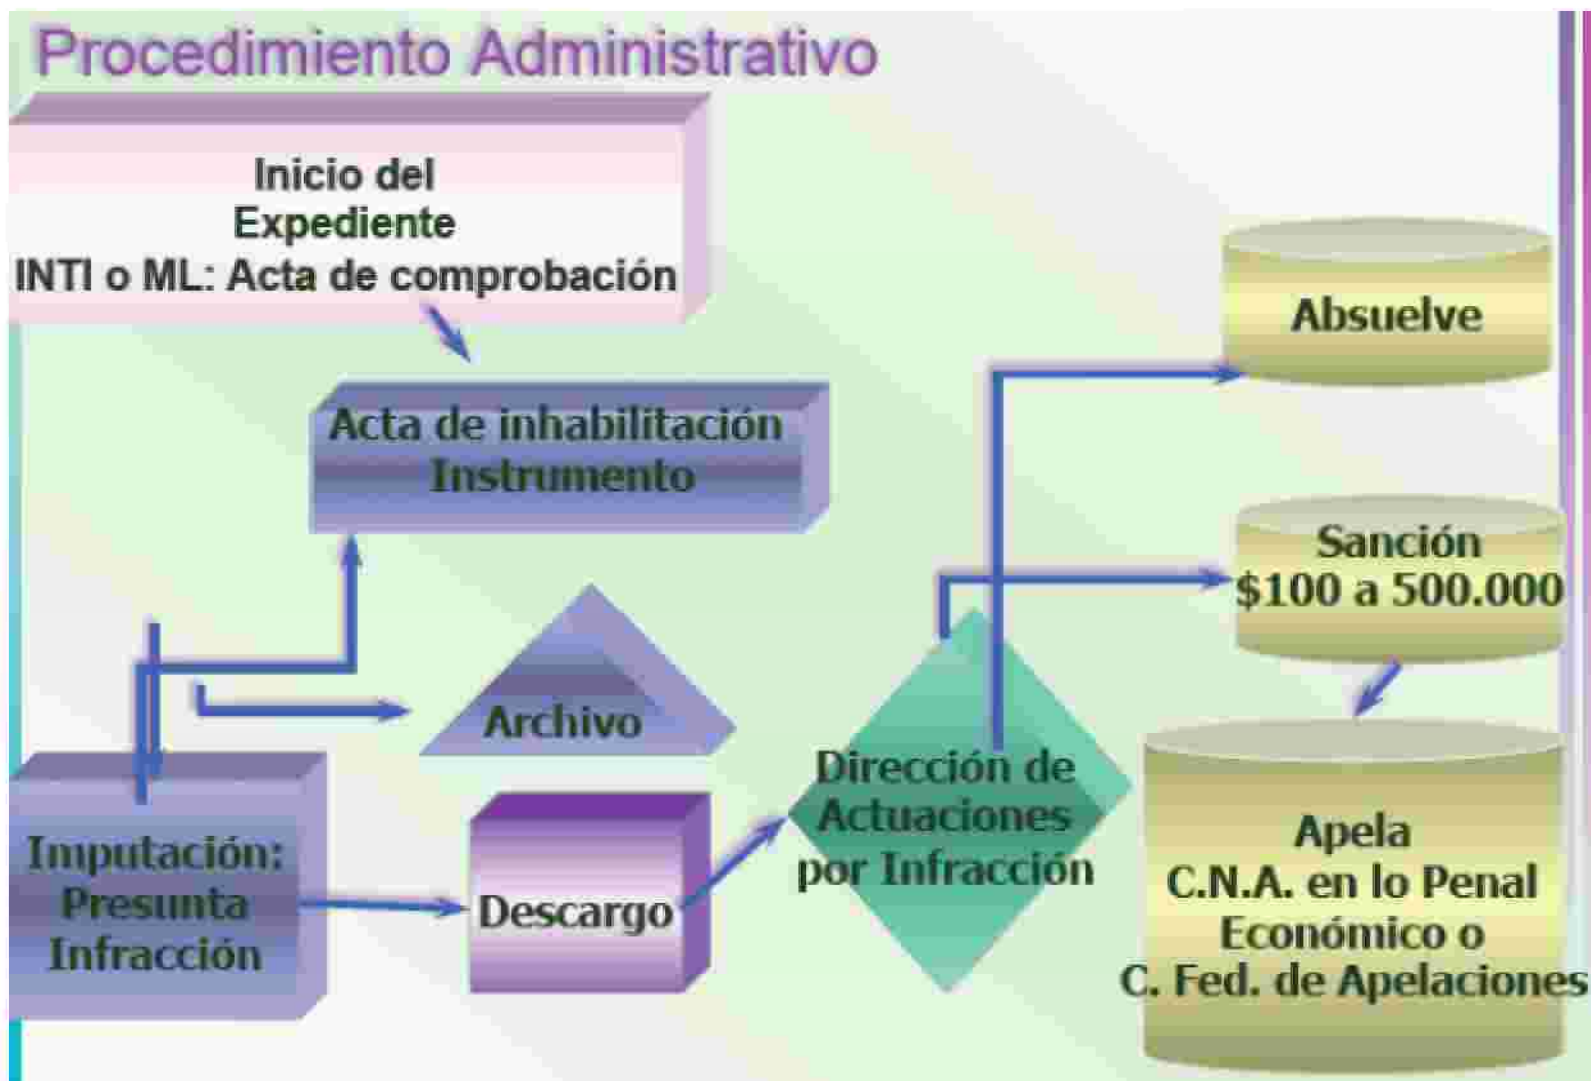 Procedimiento Administrativo
Inicio del
Expediente
INTI o ML: Acta de comprobación
Acta de inhabilitación
Instrumento
Archivo
Imputación:
Presunta
Infracción
Descargo
Dirección de
Actuaciones
por Infracción
Absuelve
Sanción
$100 a 500.000
Apela
C.N.A. en lo Penal
Económico o
C. Fed. de Apelaciones